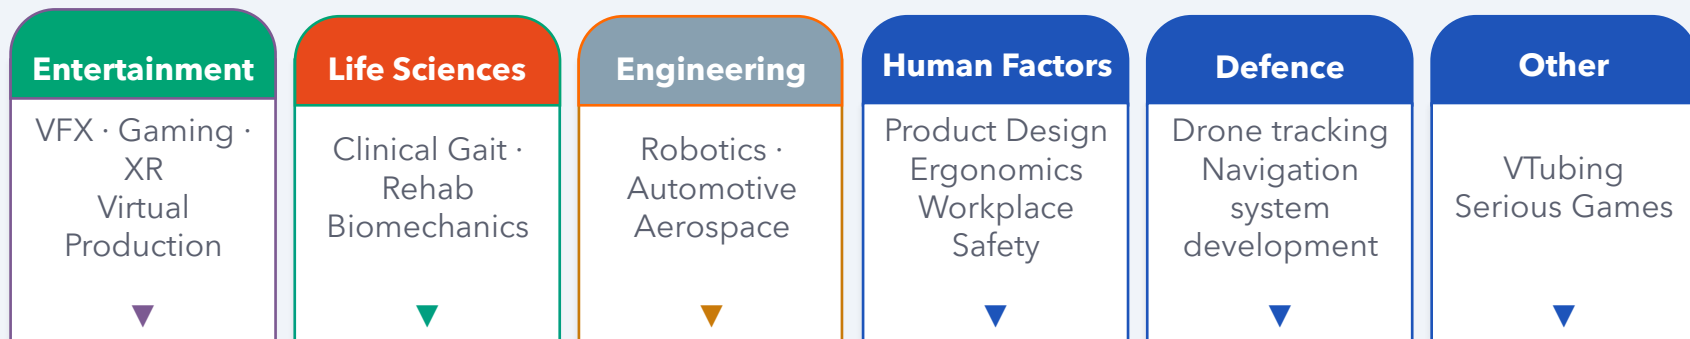 Entertainment
VFX · Gaming ·
XR
Virtual
Production
Life Sciences
Clinical Gait ·
Rehab
Biomechanics
Engineering
Robotics ·
Automotive
Aerospace
Human Factors
Product Design
Ergonomics
Workplace
Safety
Defence
Drone tracking
Navigation
system
development
Other
VTubing
Serious Games